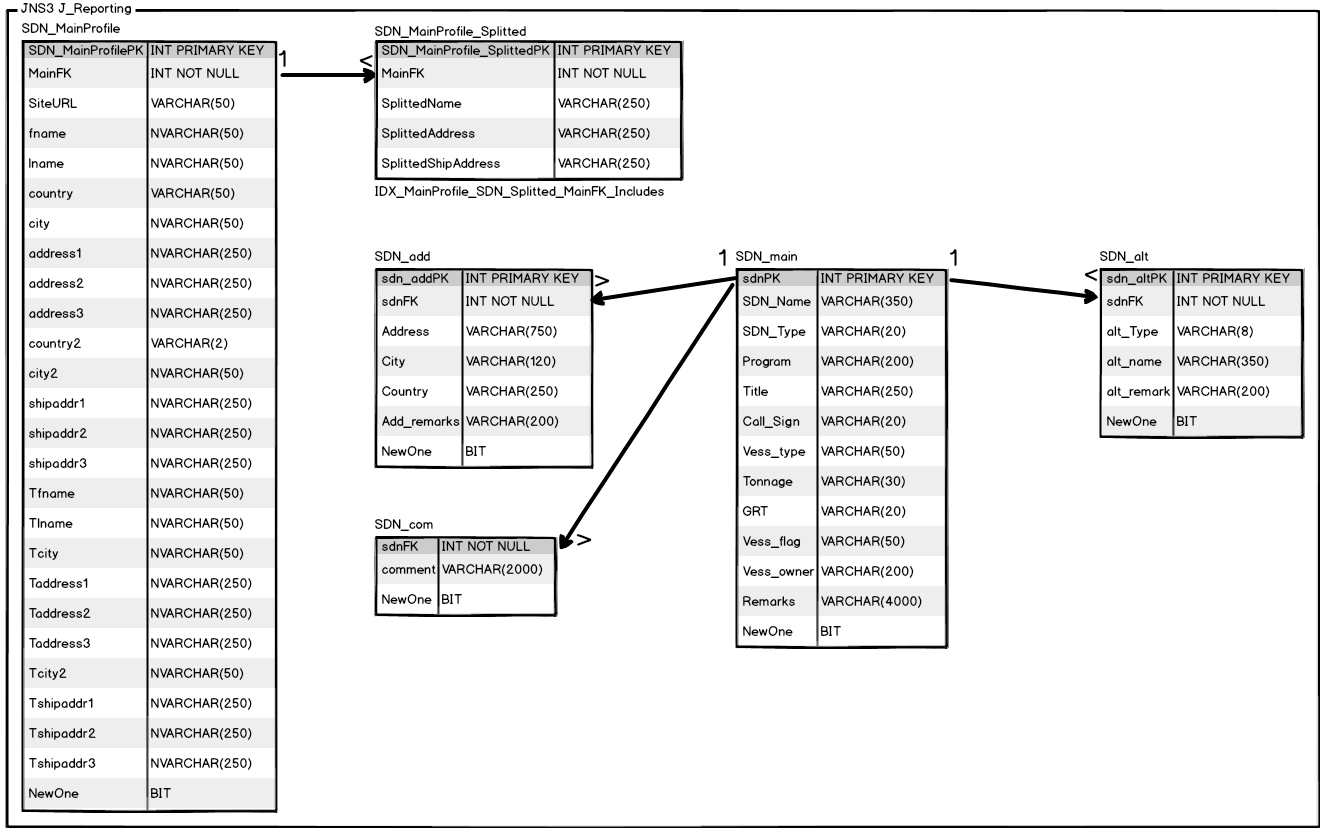 JNS3 J_Reporting
SDN_MainProfile
SDN_MainProfilePK INT PRIMARY KEY
MainFK INT NOT NULL
SiteURL VARCHAR(50)
fname NVARCHAR(50)
lname NVARCHAR(50)
country VARCHAR(50)
city NVARCHAR(50)
address1 NVARCHAR(250)
address2 NVARCHAR(250)
address3 NVARCHAR(250)
country2 VARCHAR(2)
city2 NVARCHAR(50)
shipaddr1 NVARCHAR(250)
shipaddr2 NVARCHAR(250)
shipaddr3 NVARCHAR(250)
Tfname NVARCHAR(50)
Tlname NVARCHAR(50)
Tcity NVARCHAR(50)
Taddress1 NVARCHAR(250)
Taddress2 NVARCHAR(250)
Taddress3 NVARCHAR(250)
Tcity2 NVARCHAR(50)
Tshipaddr1 NVARCHAR(250)
Tshipaddr2 NVARCHAR(250)
Tshipaddr3 NVARCHAR(250)
NewOne BIT
1 <
SDN_MainProfile_Splitted
SDN_MainProfile_SplittedPK INT PRIMARY KEY
MainFK INT NOT NULL
SplittedName VARCHAR(250)
SplittedAddress VARCHAR(250)
SplittedShipAddress VARCHAR(250)
IDX_MainProfile_SDN_Splitted_MainFK_Includes
SDN_add
sdn_addPK INT PRIMARY KEY
sdnFK INT NOT NULL
Address VARCHAR(750)
City VARCHAR(120)
Country VARCHAR(250)
Add_remarks VARCHAR(200)
NewOne BIT
> 1
SDN_com
sdnFK INT NOT NULL
comment VARCHAR(2000)
NewOne BIT
>
SDN_main
sdnPK INT PRIMARY KEY
SDN_Name VARCHAR(350)
SDN_Type VARCHAR(20)
Program VARCHAR(200)
Title VARCHAR(250)
Call_Sign VARCHAR(20)
Vess_type VARCHAR(50)
Tonnage VARCHAR(30)
GRT VARCHAR(20)
Vess_flag VARCHAR(50)
Vess_owner VARCHAR(200)
Remarks VARCHAR(4000)
NewOne BIT
1 <
SDN_alt
sdn_altPK INT PRIMARY KEY
sdnFK INT NOT NULL
alt_Type VARCHAR(8)
alt_name VARCHAR(350)
alt_remark VARCHAR(200)
NewOne BIT